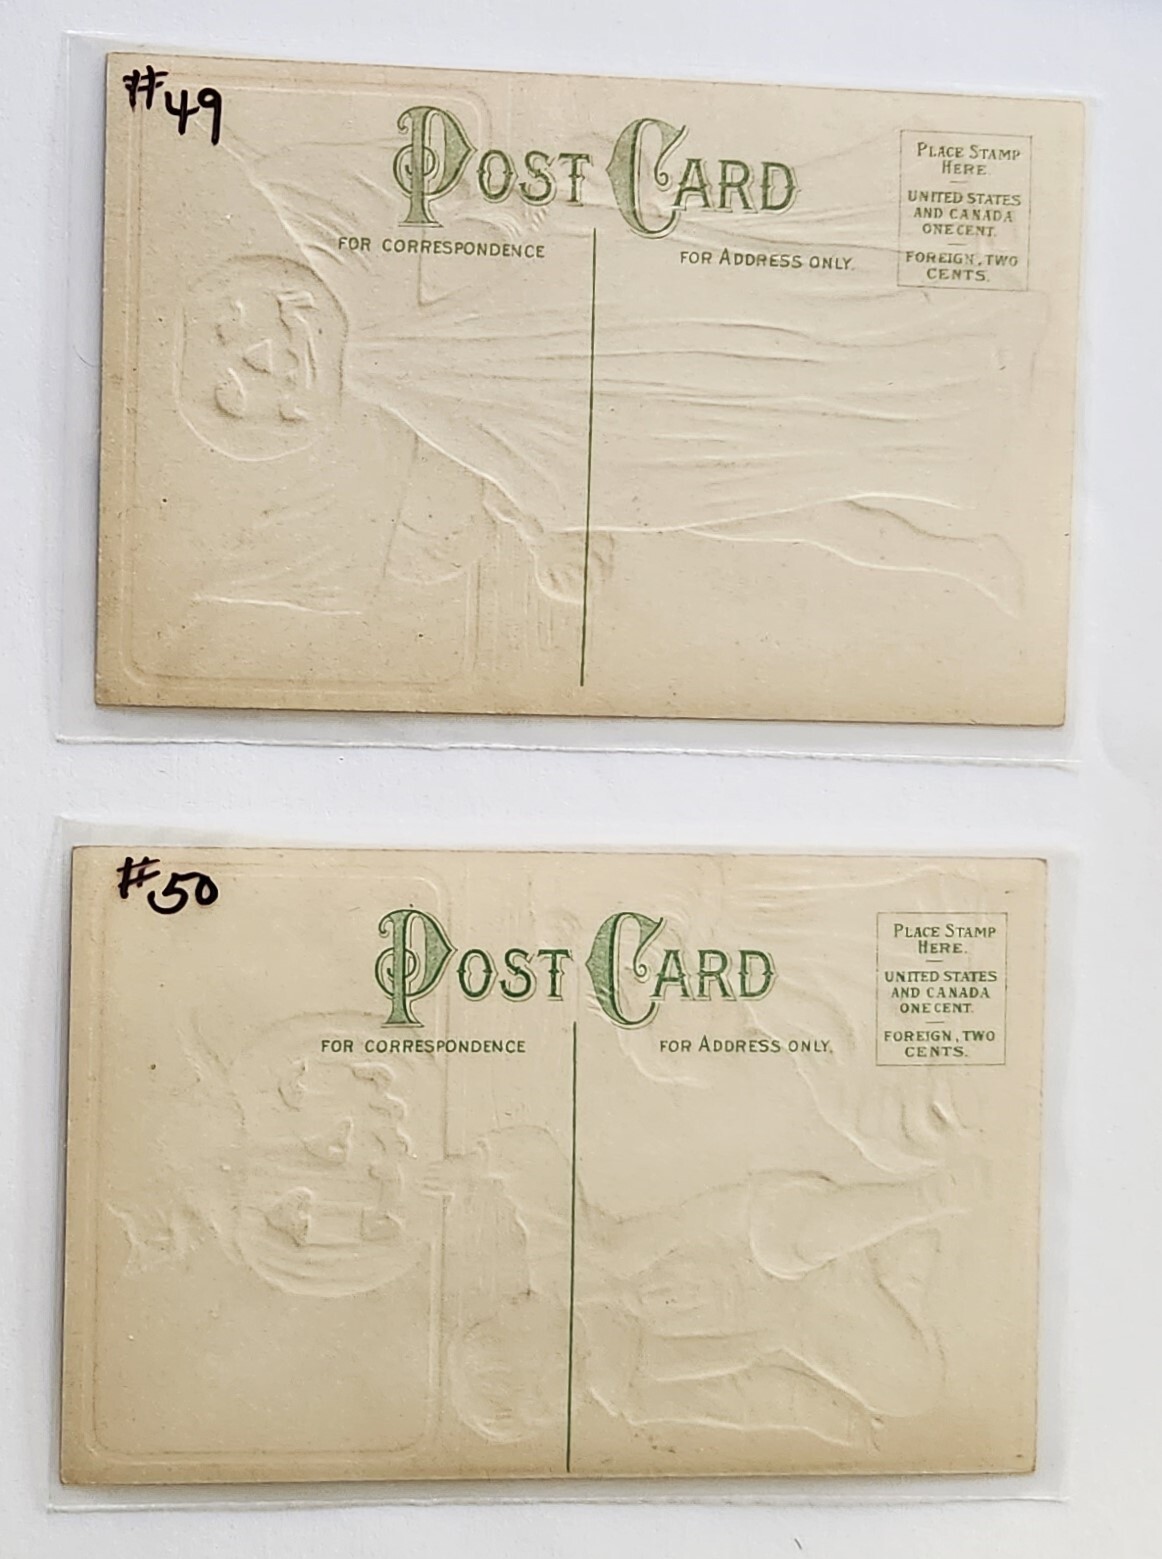 #49
POST CARD
FOR CORRESPONDENCE
FOR ADDRESS ONLY.
PLACE STAMP
HERE.
UNITED STATES
AND CANADA
ONE CENT.
FOREIGN, TWO
CENTS.
#50
POST CARD
FOR CORRESPONDENCE
FOR ADDRESS ONLY.
PLACE STAMP
HERE.
UNITED STATES
AND CANADA
ONE CENT.
FOREIGN, TWO
CENTS.